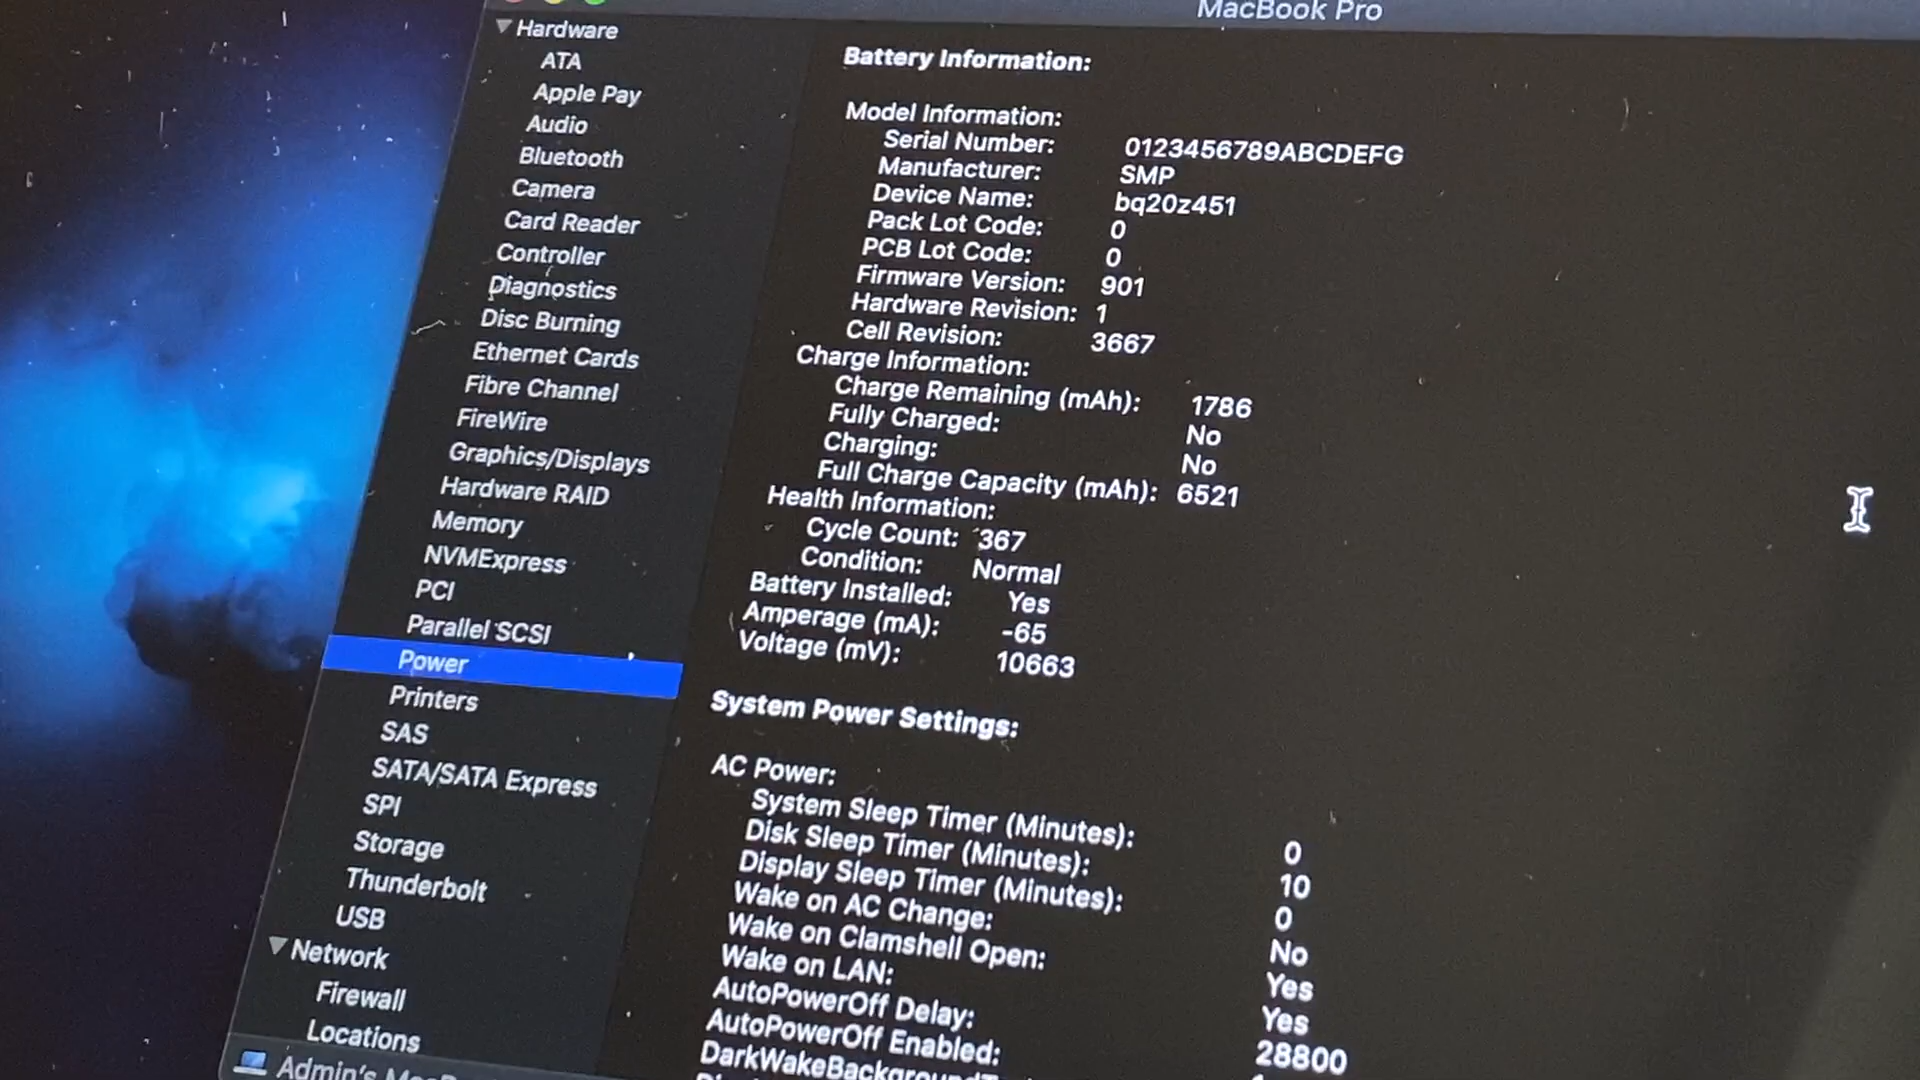 MacBook Pro
Hardware
ATA
Apple Pay
Audio
Bluetooth
Camera
Card Reader
Controller
Diagnostics
Disc Burning
Ethernet Cards
Fibre Channel
FireWire
Graphics/Displays
Hardware RAID
Memory
NVMExpress
PCI
Parallel SCSI
Power
Printers
SAS
SATA/SATA Express
SPI
Storage
Thunderbolt
USB
Network
Firewall
Locations
Admin's
Battery Information:
Model Information:
Serial Number: 0123456789ABCDEFG
Manufacturer: SMP
Device Name: bq20z451
Pack Lot Code: 0
PCB Lot Code: 0
Firmware Version: 901
Hardware Revision: 1
Cell Revision: 3667
Charge Information:
Charge Remaining (mAh): 1786
Fully Charged: No
Charging: No
Full Charge Capacity (mAh): 6521
Health Information:
Cycle Count: 367
Condition: Normal
Battery Installed: Yes
Amperage (mA): -65
Voltage (mV): 10663
System Power Settings:
AC Power:
System Sleep Timer (Minutes): 0
Disk Sleep Timer (Minutes): 10
Display Sleep Timer (Minutes): 0
Wake on AC Change: No
Wake on Clamshell Open: Yes
Wake on LAN: Yes
AutoPowerOff Delay: 28800
AutoPowerOff Enabled: